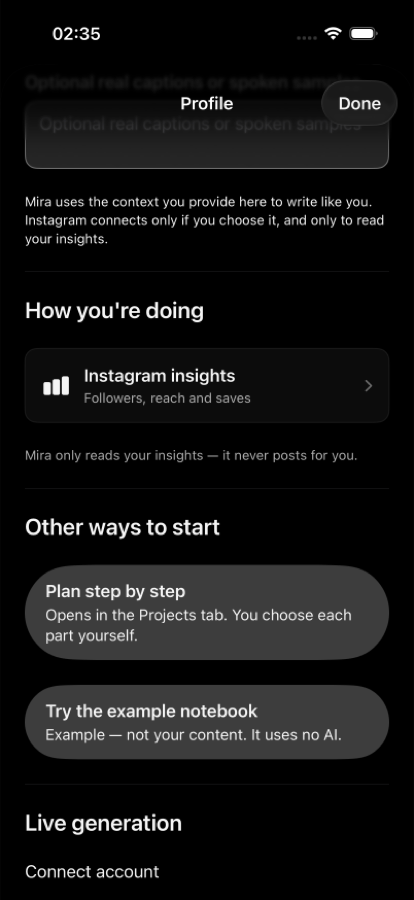 02:35
Optional real captions or spoken samples
Profile
Done
Optional real captions or spoken samples
Mira uses the context you provide here to write like you.
Instagram connects only if you choose it, and only to read
your insights.
How you're doing
Instagram insights
Followers, reach and saves
Mira only reads your insights — it never posts for you.
Other ways to start
Plan step by step
Opens in the Projects tab. You choose each
part yourself.
Try the example notebook
Example — not your content. It uses no AI.
Live generation
Connect account